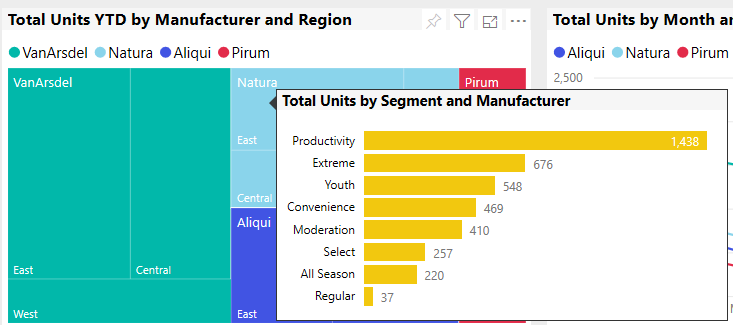 Total Units YTD by Manufacturer and Region
VanArsdel Natura Aliqui Pirum
VanArsdel
East
Central
West
Natura
East
Central
Aliqui
East
Pirum
Total Units by Segment and Manufacturer
Productivity 1,438
Extreme 676
Youth 548
Convenience 469
Moderation 410
Select 257
All Season 220
Regular 37
Total Units by Month an
Aliqui Natura Pirum
2,500